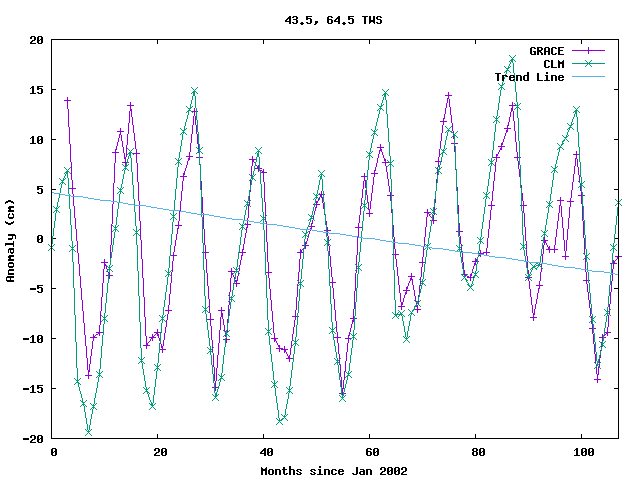 43.5, 64.5 TWS
GRACE
CLM
Trend Line
20
15
10
5
0
-5
-10
-15
-20
Anomaly (cm)
0 20 40 60 80 100
Months since Jan 2002